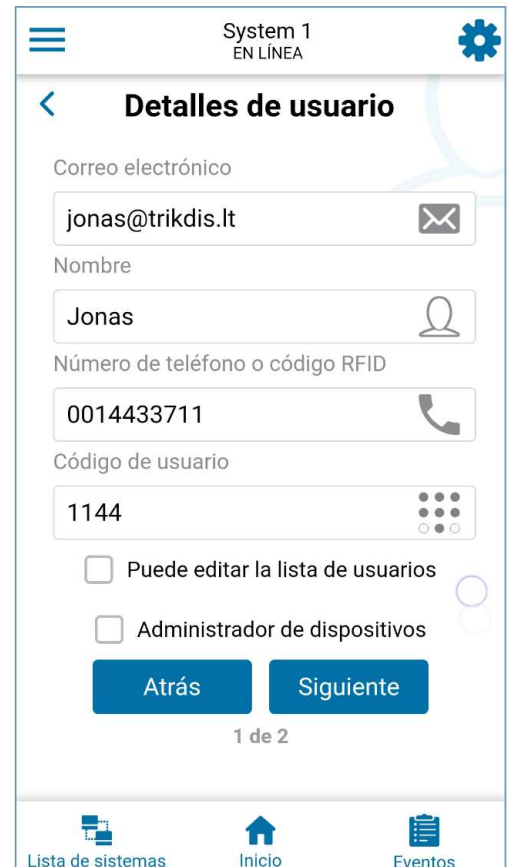 System 1
EN LÍNEA
Detalles de usuario
Correo electrónico
jonas@trikdis.lt
Nombre
Jonas
Número de teléfono o código RFID
0014433711
Código de usuario
1144
Puede editar la lista de usuarios
Administrador de dispositivos
Atrás Siguiente
1 de 2
Lista de sistemas Inicio Eventos